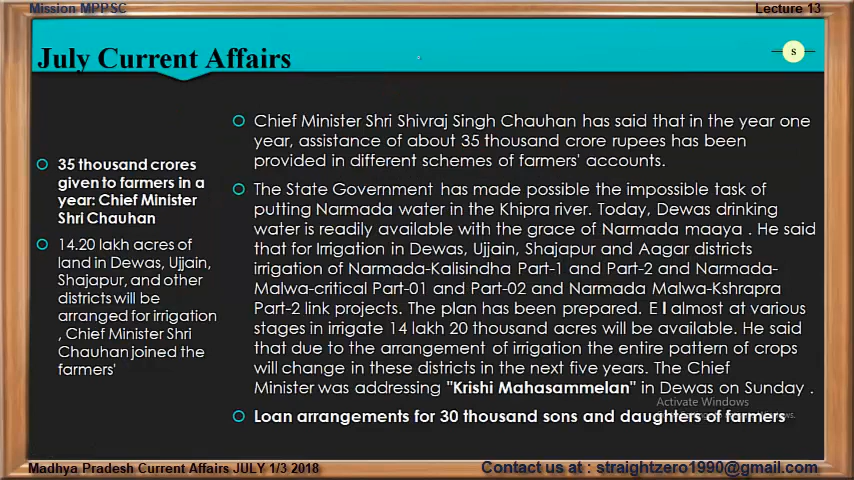 Mission MPPSC
Lecture 13
July Current Affairs
S
35 thousand crores
given to farmers in a
year: Chief Minister
Shri Chauhan
14.20 lakh acres of
land in Dewas, Ujjain,
Shajapur, and other
districts will be
arranged for irrigation
, Chief Minister Shri
Chauhan joined the
farmers'
Chief Minister Shri Shivraj Singh Chauhan has said that in the year one
year, assistance of about 35 thousand crore rupees has been
provided in different schemes of farmers' accounts.
The State Government has made possible the impossible task of
putting Narmada water in the Khipra river. Today, Dewas drinking
water is readily available with the grace of Narmada maaya . He said
that for Irrigation in Dewas, Ujjain, Shajapur and Aagar districts
irrigation of Narmada-Kalisindha Part-1 and Part-2 and Narmada-
Malwa-critical Part-01 and Part-02 and Narmada Malwa-Kshrapra
Part-2 link projects. The plan has been prepared. E l almost at various
stages in irrigate 14 lakh 20 thousand acres will be available. He said
that due to the arrangement of irrigation the entire pattern of crops
will change in these districts in the next five years. The Chief
Minister was addressing "Krishi Mahasammelan" in Dewas on Sunday .
Activate Windows
Loan arrangements for 30 thousand sons and daughters of farmers
Madhya Pradesh Current Affairs JULY 1/3 2018
Contact us at : straightzero1990@gmail.com